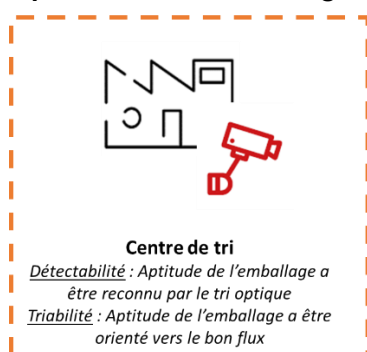 Centre de tri
Détectabilité : Aptitude de l'emballage a
être reconnu par le tri optique
Triabilité : Aptitude de l'emballage a être
orienté vers le bon flux